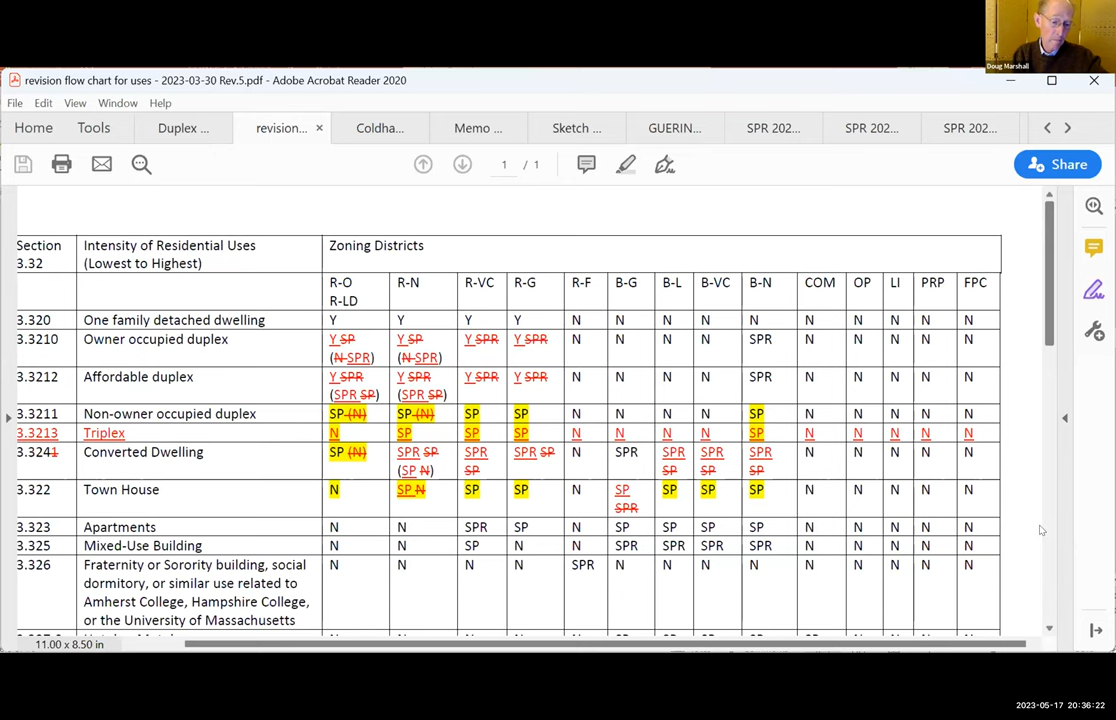 Doug Marshall
revision flow chart for uses - 2023-03-30 Rev.5.pdf - Adobe Acrobat Reader 2020
File Edit View Window Help
Home Tools Duplex ... revision... × Coldha... Memo ... Sketch ... GUERIN... SPR 202... SPR 202... SPR 202...
1 / 1 Share
Section Intensity of Residential Uses Zoning Districts
3.32 (Lowest to Highest)
R-O R-N R-VC R-G R-F B-G B-L B-VC B-N COM OP LI PRP FPC
R-LD
3.320 One family detached dwelling Y Y Y Y N N N N N N N N N N
3.3210 Owner occupied duplex Y SP Y SP Y SPR Y SPR N N N N SPR N N N N N
(N SPR) (N SPR)
3.3212 Affordable duplex Y SPR Y SPR Y SPR Y SPR N N N N SPR N N N N N
(SPR SP) (SPR SP)
3.3211 Non-owner occupied duplex SP (N) SP (N) SP SP N N N N SP N N N N N
3.3213 Triplex N SP SP SP N N N N SP N N N N N
3.3241 Converted Dwelling SP (N) SPR SP SPR SPR SP N SPR SPR SPR SPR N N N N N
(SP N) SP SP SP SP
3.322 Town House N SP N SP SP N SP SP SP SP N N N N N
SPR
3.323 Apartments N N SPR SP N SP SP SP SP N N N N N
3.325 Mixed-Use Building N N SP N N SPR SPR SPR SPR N N N N N
3.326 Fraternity or Sorority building, social N N N N SPR N N N N N N N N N
dormitory, or similar use related to
Amherst College, Hampshire College,
or the University of Massachusetts
11.00 x 8.50 in
2023-05-17 20:36:22